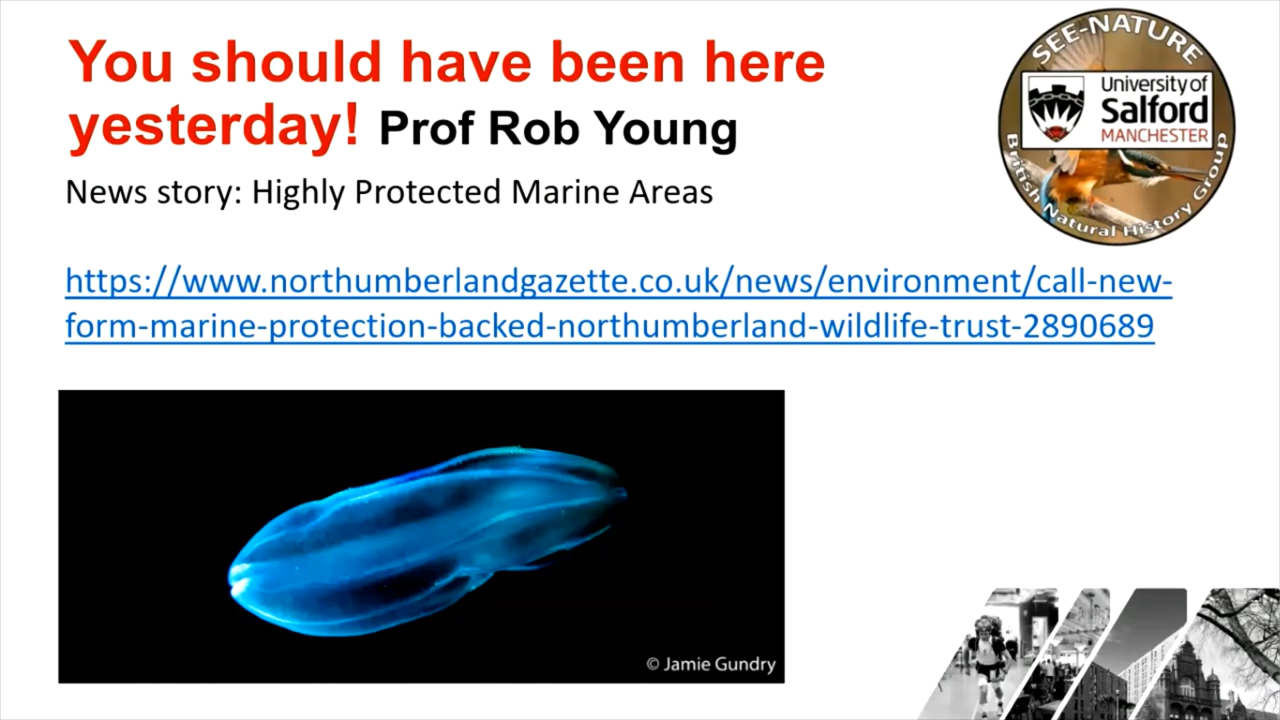 You should have been here
yesterday! Prof Rob Young
News story: Highly Protected Marine Areas
https://www.northumberlandgazette.co.uk/news/environment/call-new-
form-marine-protection-backed-northumberland-wildlife-trust-2890689
SEE-NATURE
University of
Salford
MANCHESTER
British Natural History Group
© Jamie Gundry